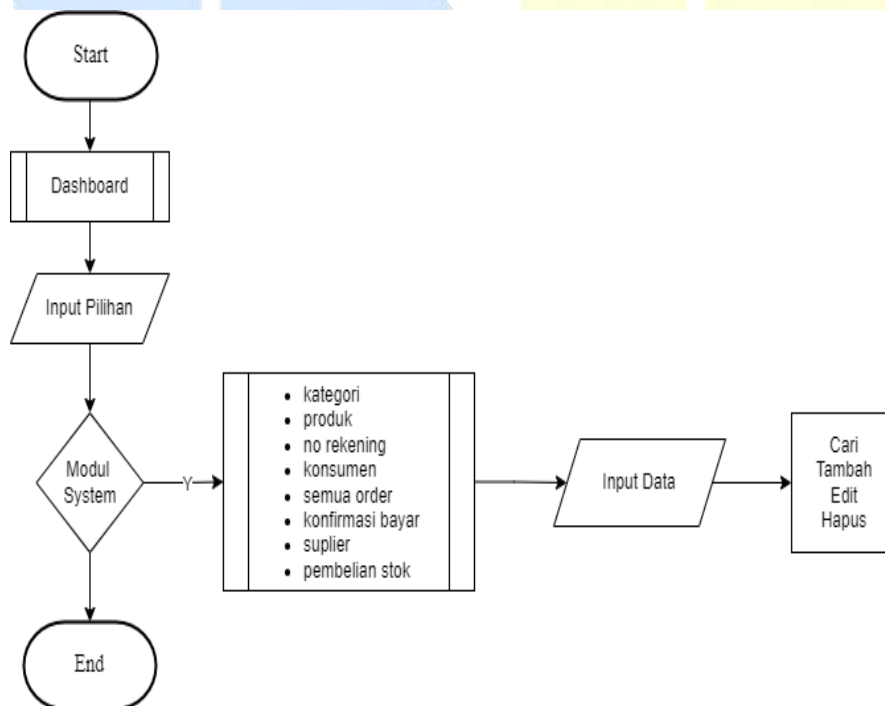 Start
Dashboard
Input Pilihan
Modul
System
Y
• kategori
• produk
• no rekening
• konsumen
• semua order
• konfirmasi bayar
• suplier
• pembelian stok
Input Data
Cari
Tambah
Edit
Hapus
End